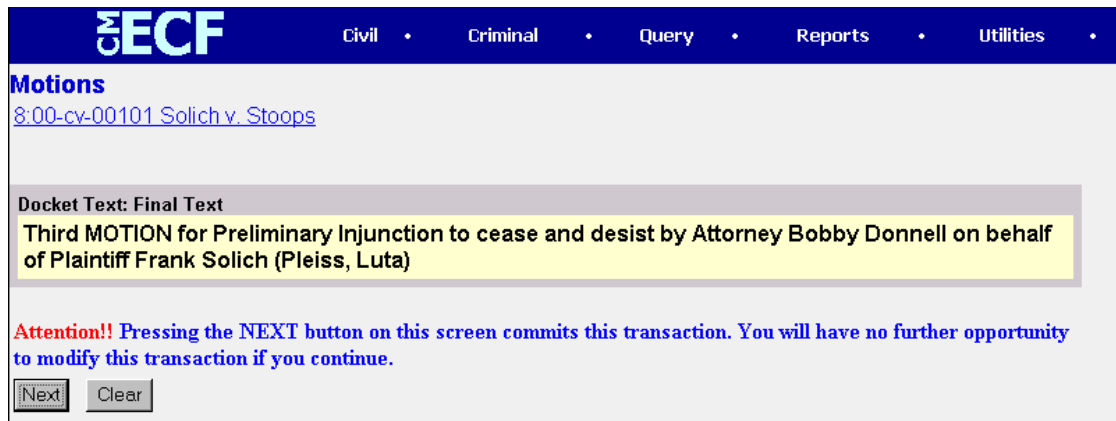 CM ECF Civil • Criminal • Query • Reports • Utilities •
Motions
8:00-cv-00101 Solich v. Stoops
Docket Text: Final Text
Third MOTION for Preliminary Injunction to cease and desist by Attorney Bobby Donnell on behalf
of Plaintiff Frank Solich (Pleiss, Luta)
Attention!! Pressing the NEXT button on this screen commits this transaction. You will have no further opportunity
to modify this transaction if you continue.
Next Clear